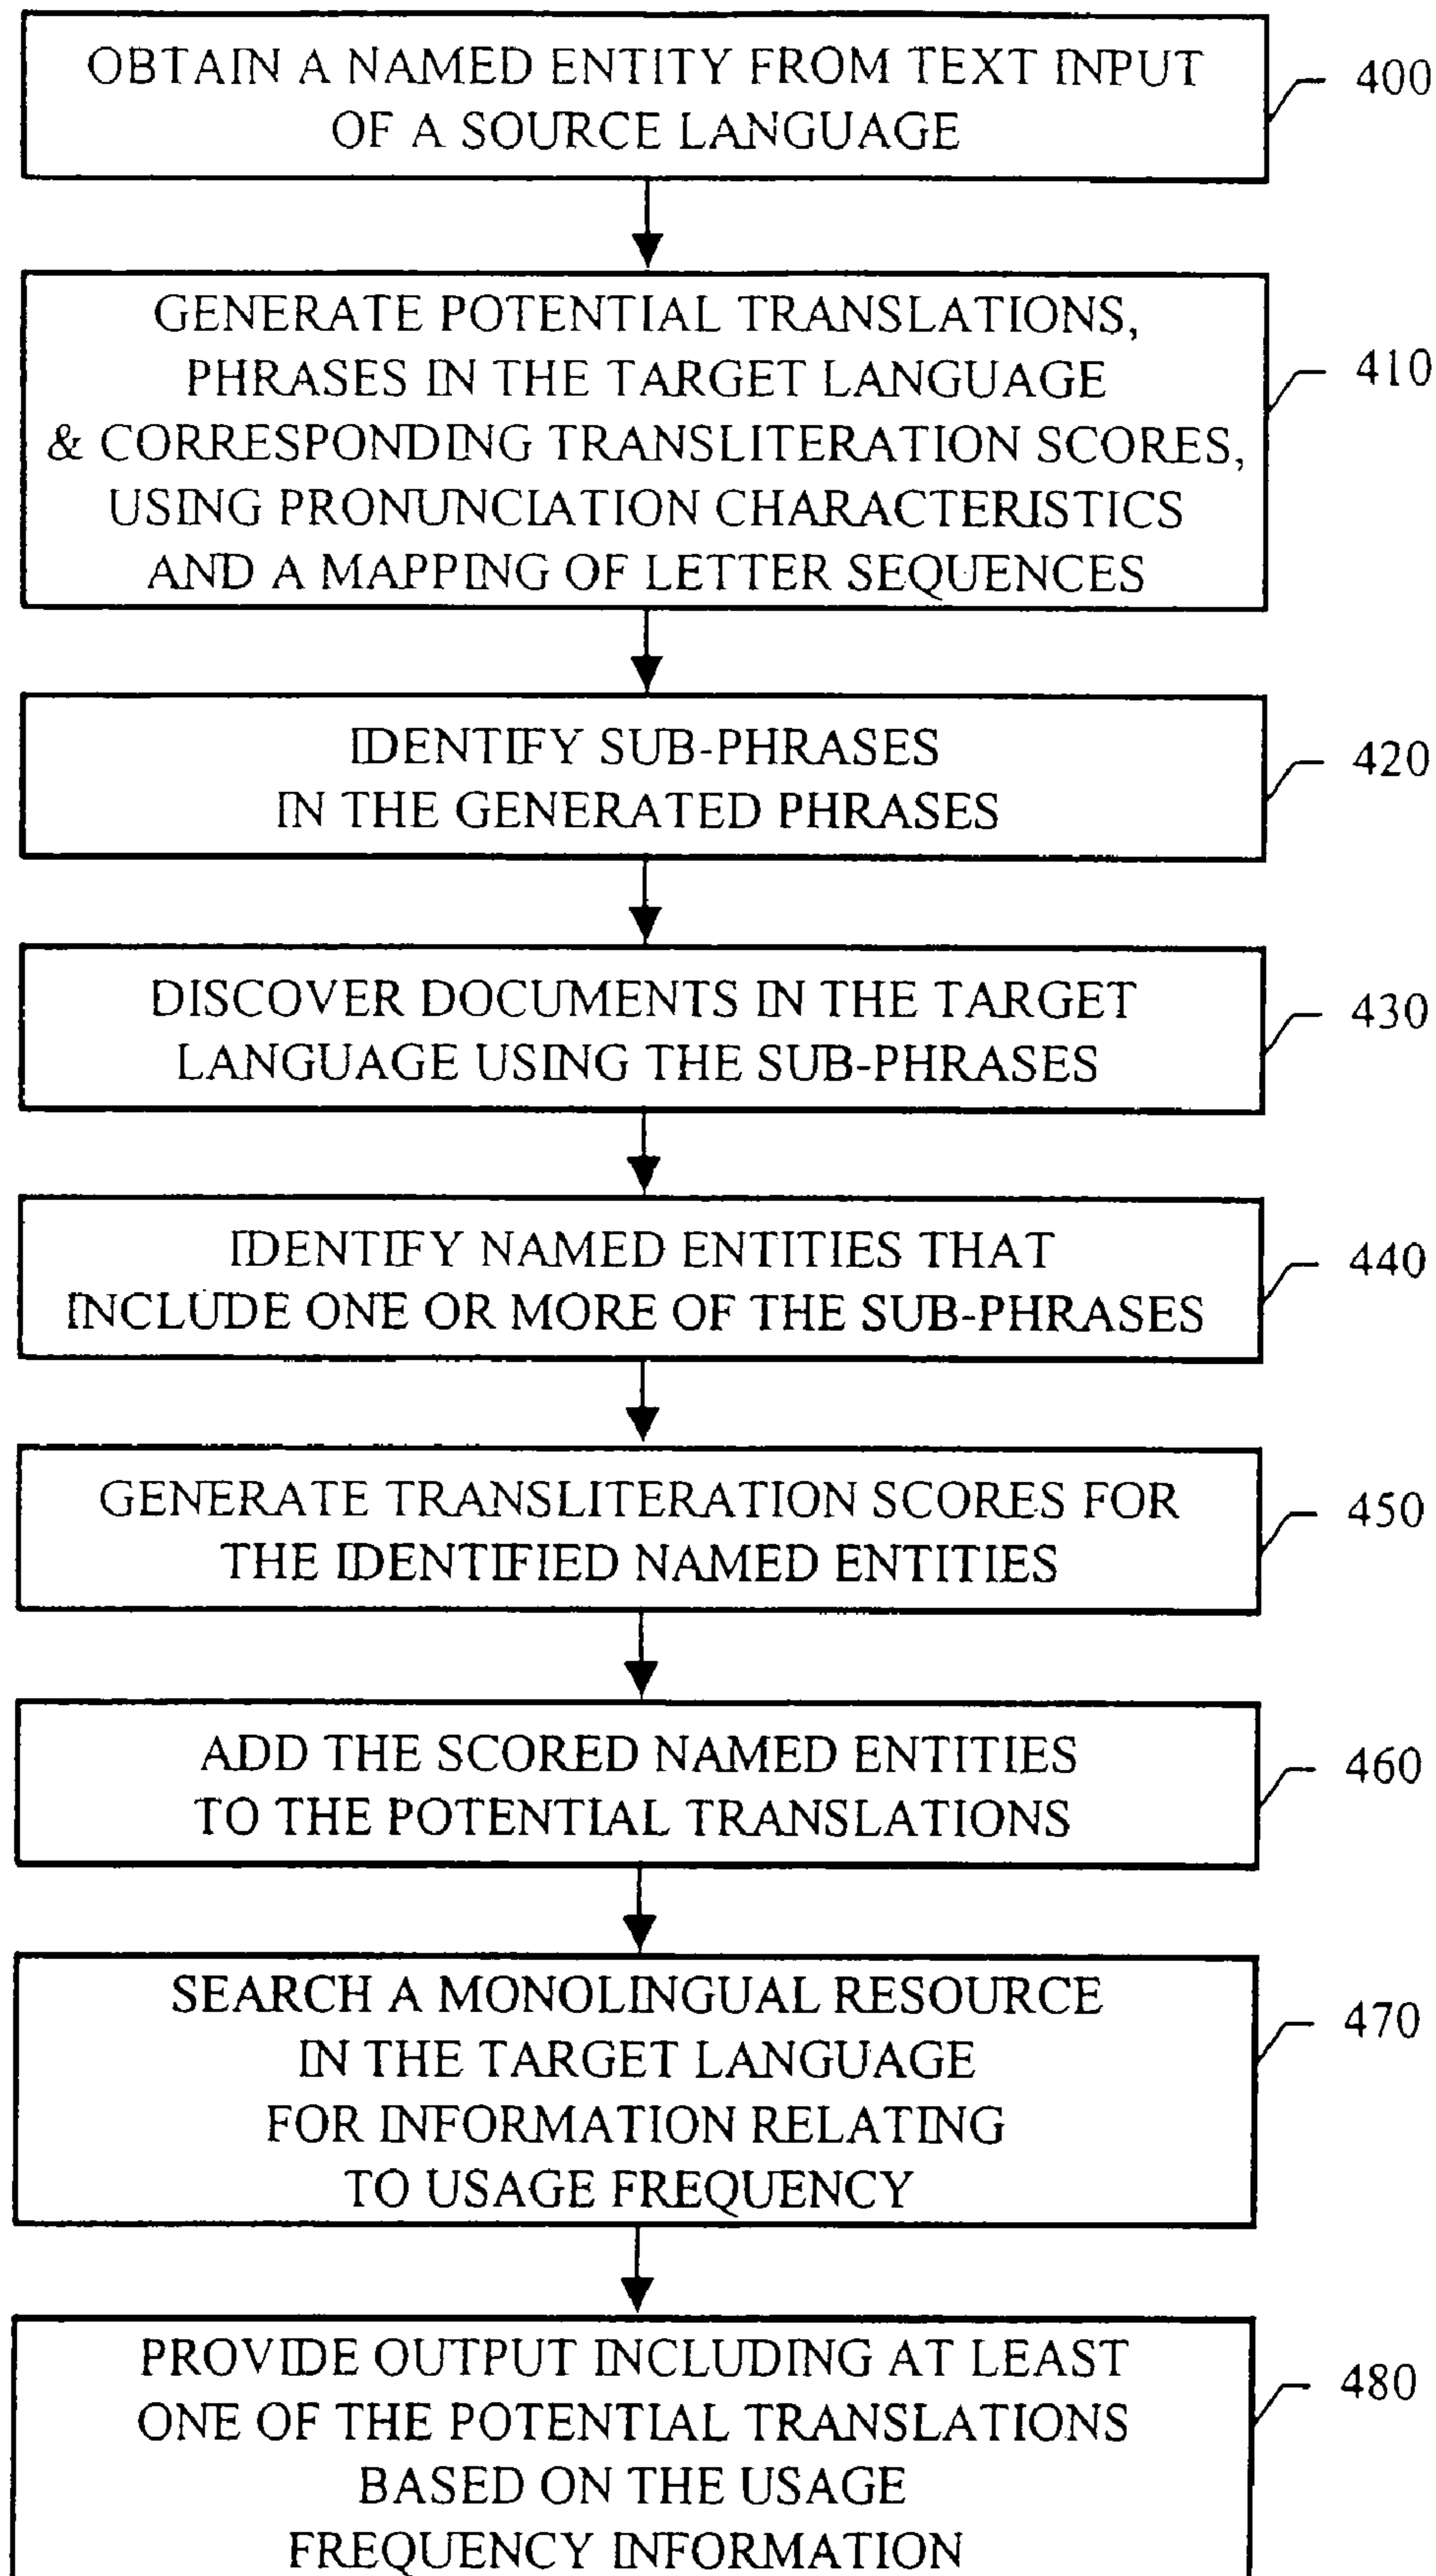 OBTAIN A NAMED ENTITY FROM TEXT INPUT
OF A SOURCE LANGUAGE
400
GENERATE POTENTIAL TRANSLATIONS,
PHRASES IN THE TARGET LANGUAGE
& CORRESPONDING TRANSLITERATION SCORES,
USING PRONUNCIATION CHARACTERISTICS
AND A MAPPING OF LETTER SEQUENCES
410
IDENTIFY SUB-PHRASES
IN THE GENERATED PHRASES
420
DISCOVER DOCUMENTS IN THE TARGET
LANGUAGE USING THE SUB-PHRASES
430
IDENTIFY NAMED ENTITIES THAT
INCLUDE ONE OR MORE OF THE SUB-PHRASES
440
GENERATE TRANSLITERATION SCORES FOR
THE IDENTIFIED NAMED ENTITIES
450
ADD THE SCORED NAMED ENTITIES
TO THE POTENTIAL TRANSLATIONS
460
SEARCH A MONOLINGUAL RESOURCE
IN THE TARGET LANGUAGE
FOR INFORMATION RELATING
TO USAGE FREQUENCY
470
PROVIDE OUTPUT INCLUDING AT LEAST
ONE OF THE POTENTIAL TRANSLATIONS
BASED ON THE USAGE
FREQUENCY INFORMATION
480